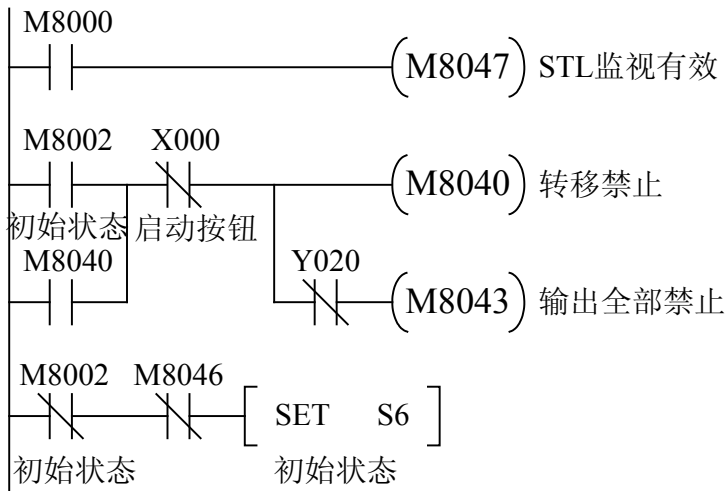 M8000
M8047 STL监视有效
M8002 X000
M8040 转移禁止
初始状态 启动按钮
M8040 Y020
M8043 输出全部禁止
M8002 M8046
SET S6
初始状态 初始状态